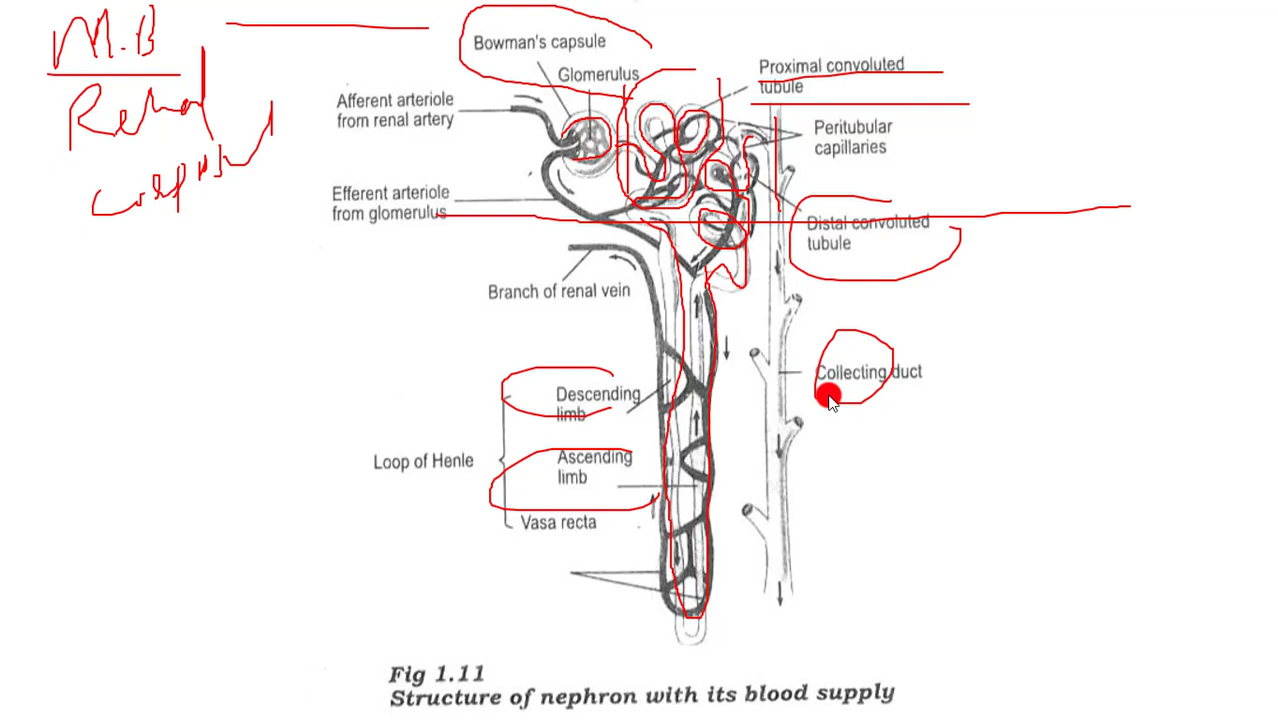 M.B
Renal
corpusul
Bowman's capsule
Glomerulus
Proximal convoluted
tubule
Afferent arteriole
from renal artery
Peritubular
capillaries
Efferent arteriole
from glomerulus
Distal convoluted
tubule
Branch of renal vein
Collecting duct
Descending
limb
Loop of Henle
Ascending
limb
Vasa recta
Fig 1.11
Structure of nephron with its blood supply